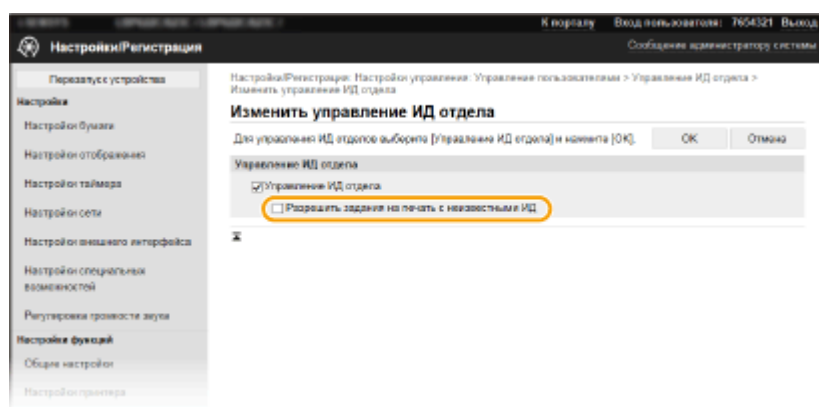 К порталу Вход пользователя: 7654321 Выход
Настройки/Регистрация
Сообщение администратору системы
Перезапуск устройства
Настройка
Настройки бумаги
Настройки отображения
Настройки таймера
Настройки сети
Настройки внешнего интерфейса
Настройки специальных
возможностей
Регулировка громкости звука
Настройки функций
Общие настройки
Настройки принтера
Настройки/Регистрация: Настройки управления: Управление пользователями > Управление ИД отдела >
Изменить управление ИД отдела
Изменить управление ИД отдела
Для управления ИД отделов выберите [Управление ИД отдела] и нажмите [OK].
OK
Отмена
Управление ИД отдела
Управление ИД отдела
Разрешить задания на печать с неизвестными ИД